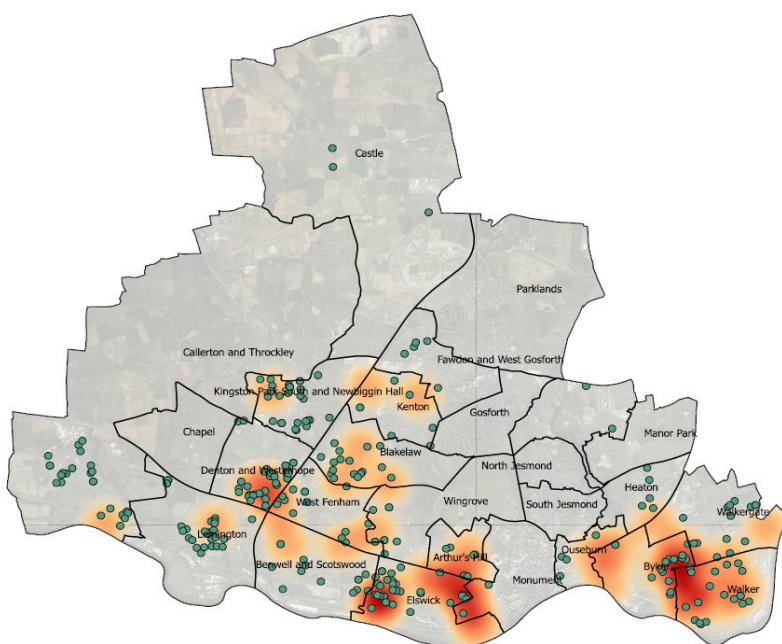 Castle
Parklands
Callerton and Throckley
Fawdon and West Gosforth
Kingston Park South and Newbiggin Hall
Kenton
Gosforth
Chapel
Manor Park
Blakelaw
North Jesmond
Denton and Westerhope
West Fenham
Wingrove
South Jesmond
Heaton
Walkergate
Lemington
Ouseburn
Arthur's Hill
Benwell and Scotswood
Monument
Byker
Walker
Elswick